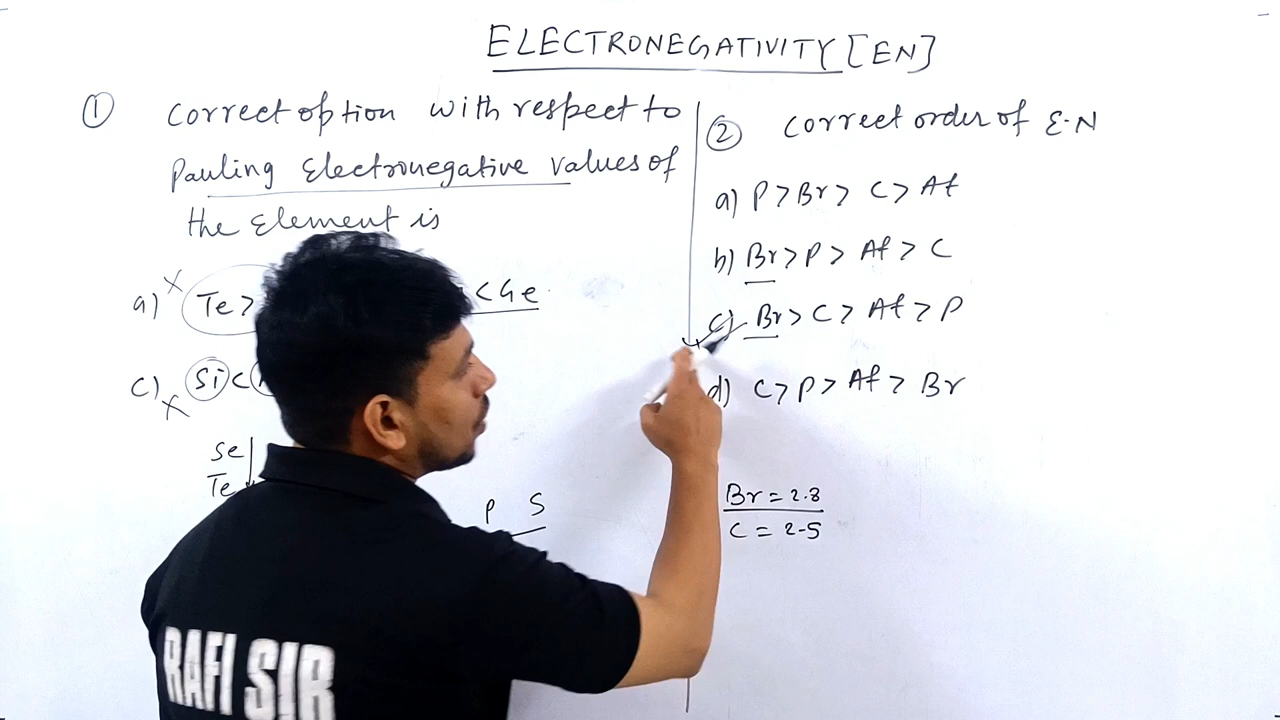 ELECTRONEGATIVITY [EN]
① correct option with respect to
Pauling Electronegative values of
the Element is
a) x Te >
< Ge
c) x Si <
Se
Te
P S
② correct order of E.N
a) P > Br > C > At
b) Br > P > At > C
c) Br > C > At > P
d) C > P > At > Br
Br = 2.8
C = 2-5
RAFI SIR